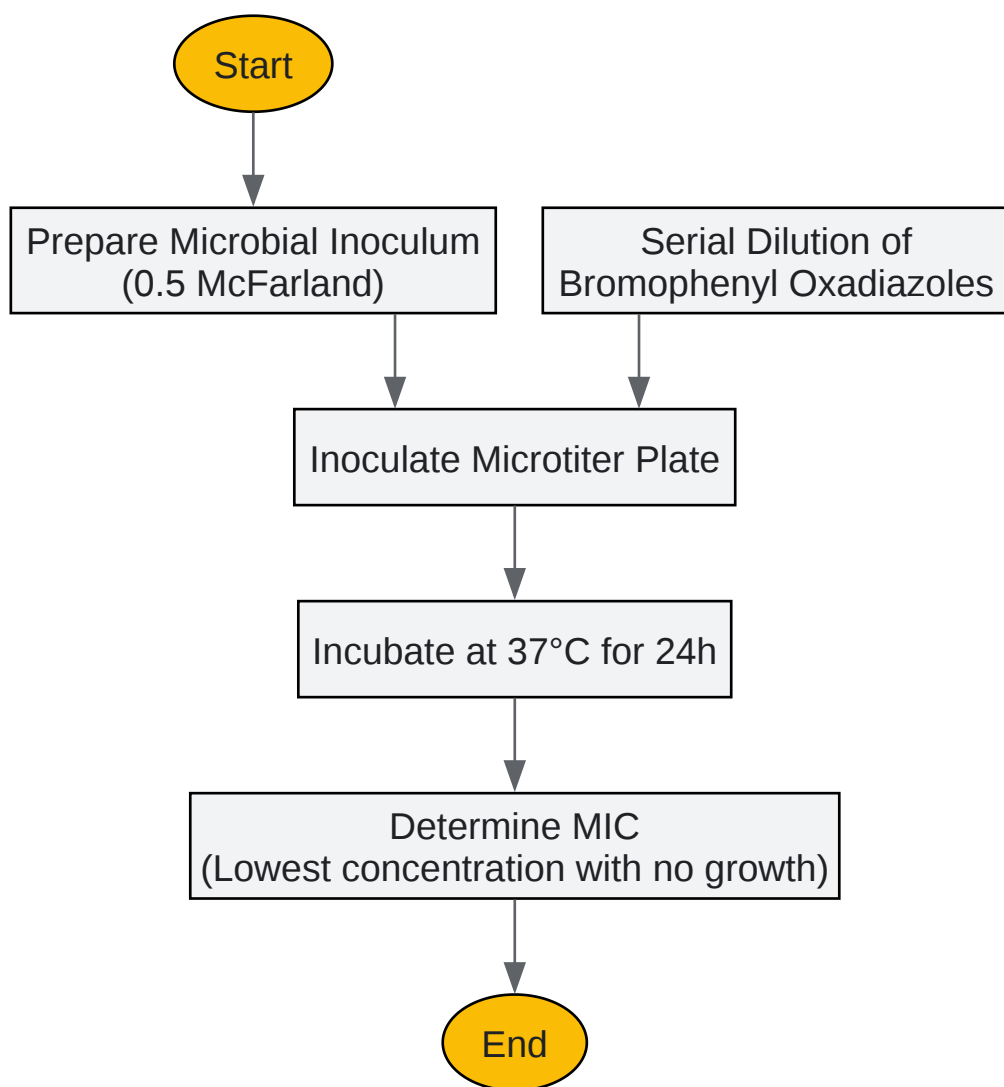 Start
Prepare Microbial Inoculum
(0.5 McFarland)
Serial Dilution of
Bromophenyl Oxadiazoles
Inoculate Microtiter Plate
Incubate at 37°C for 24h
Determine MIC
(Lowest concentration with no growth)
End